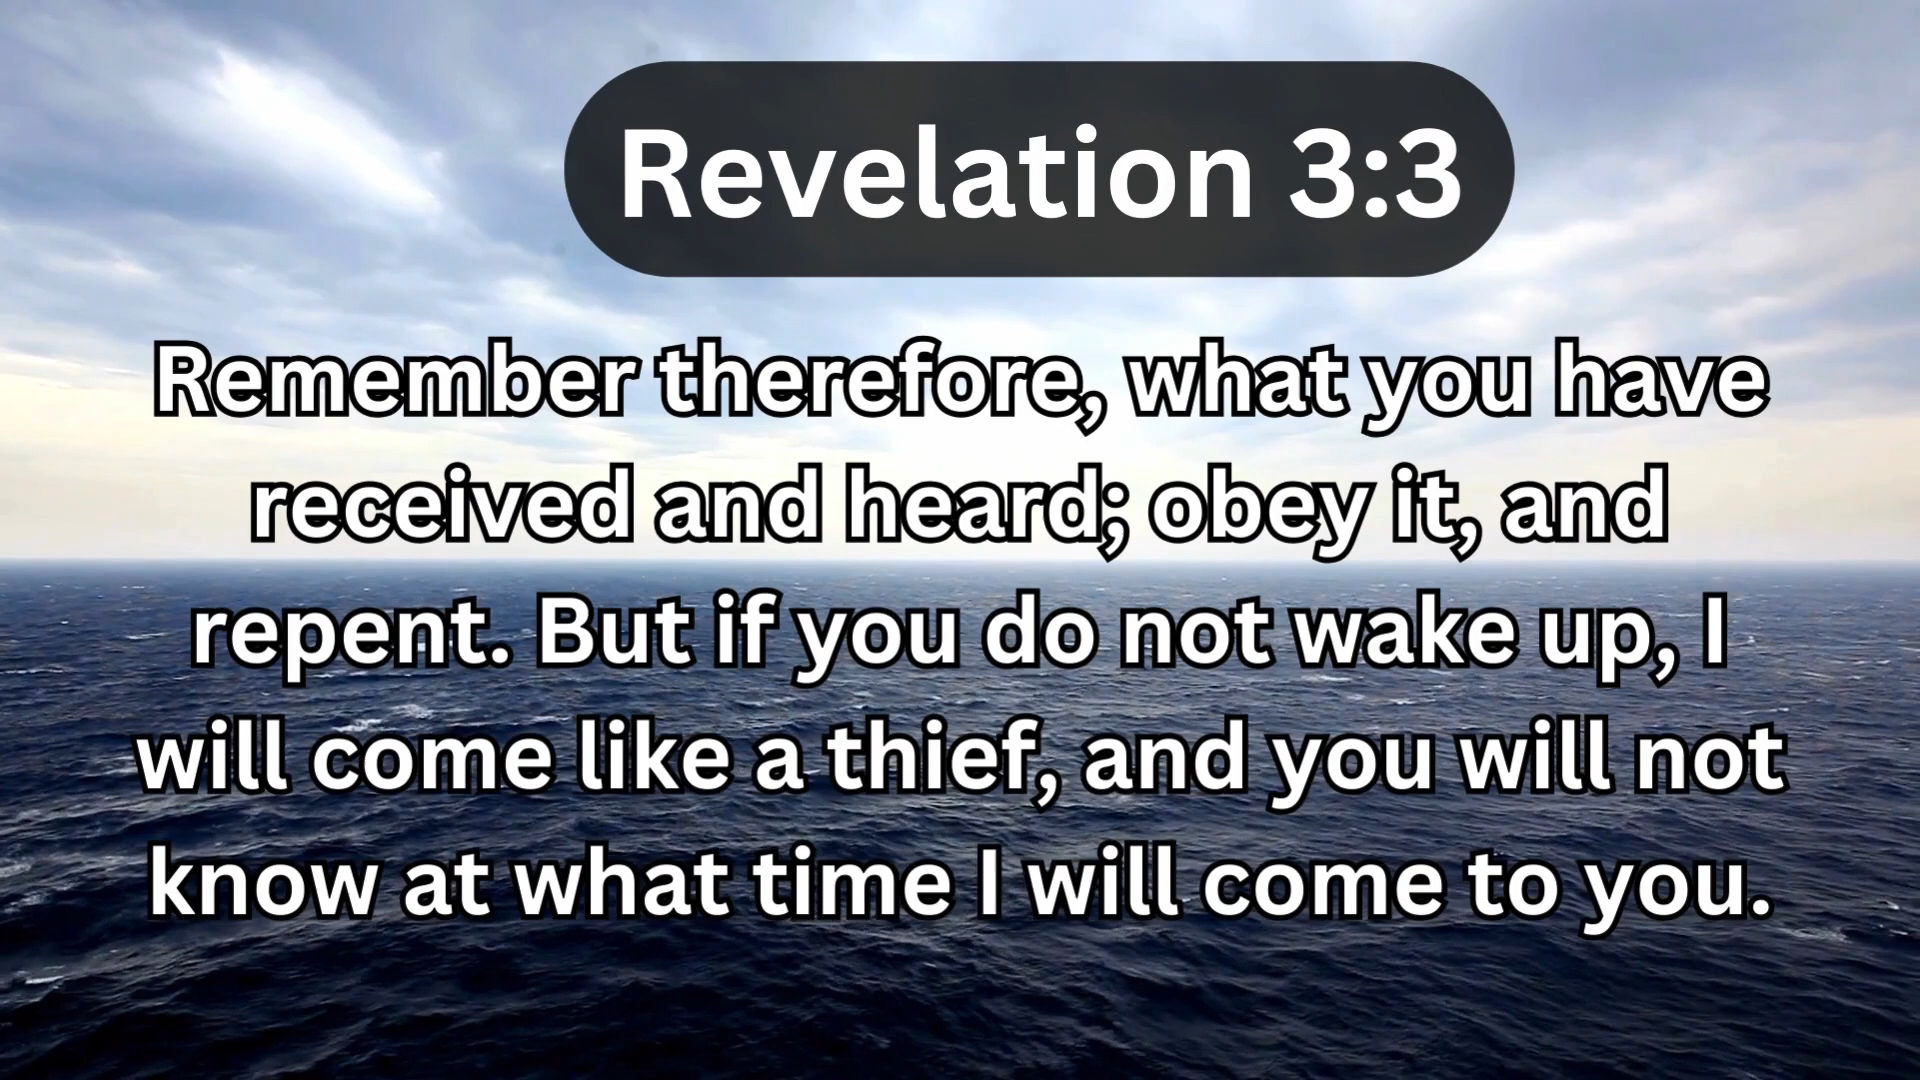 Revelation 3:3
Remember therefore, what you have
received and heard; obey it, and
repent. But if you do not wake up, I
will come like a thief, and you will not
know at what time I will come to you.